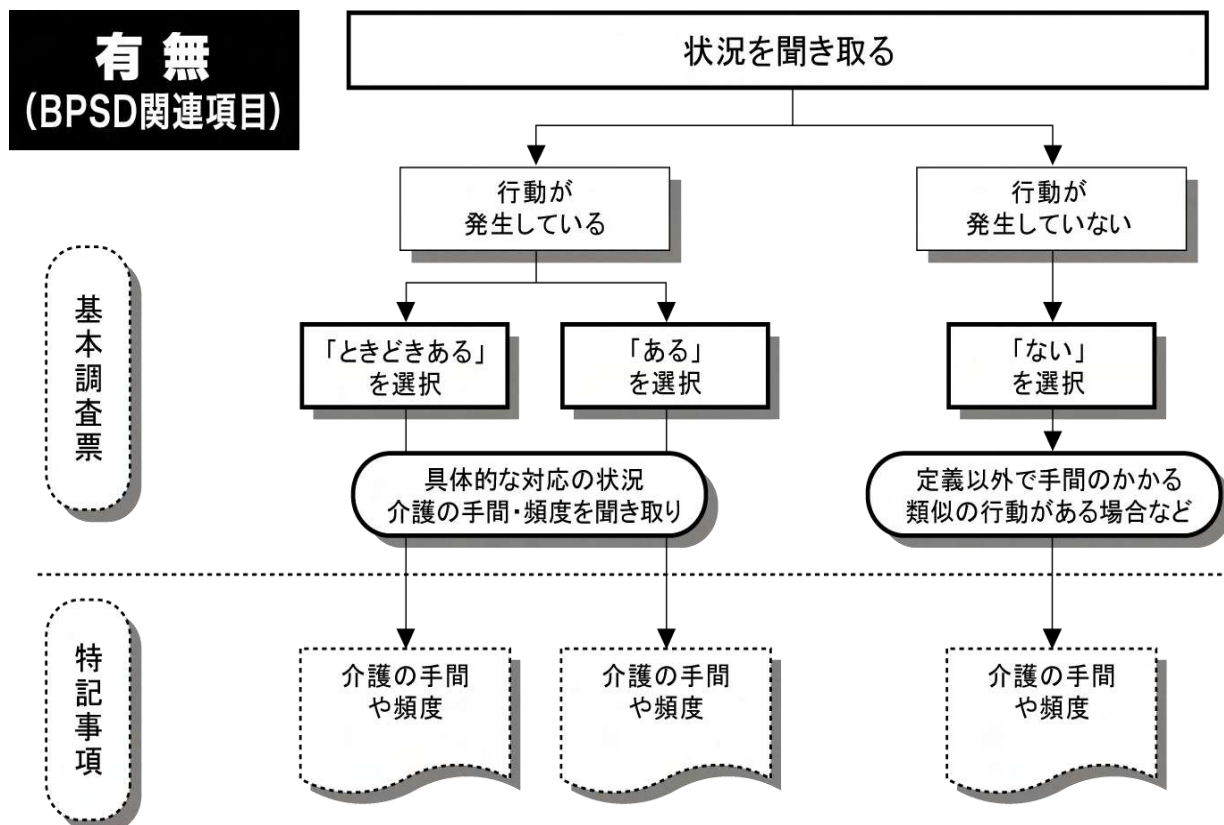 有無
(BPSD関連項目)
状況を聞き取る
行動が
発生している
行動が
発生していない
基本調査票
「ときどきある」
を選択
「ある」
を選択
「ない」
を選択
具体的な対応の状況
介護の手間・頻度を聞き取り
定義以外で手間のかかる
類似の行動がある場合など
特記事項
介護の手間
や頻度
介護の手間
や頻度
介護の手間
や頻度